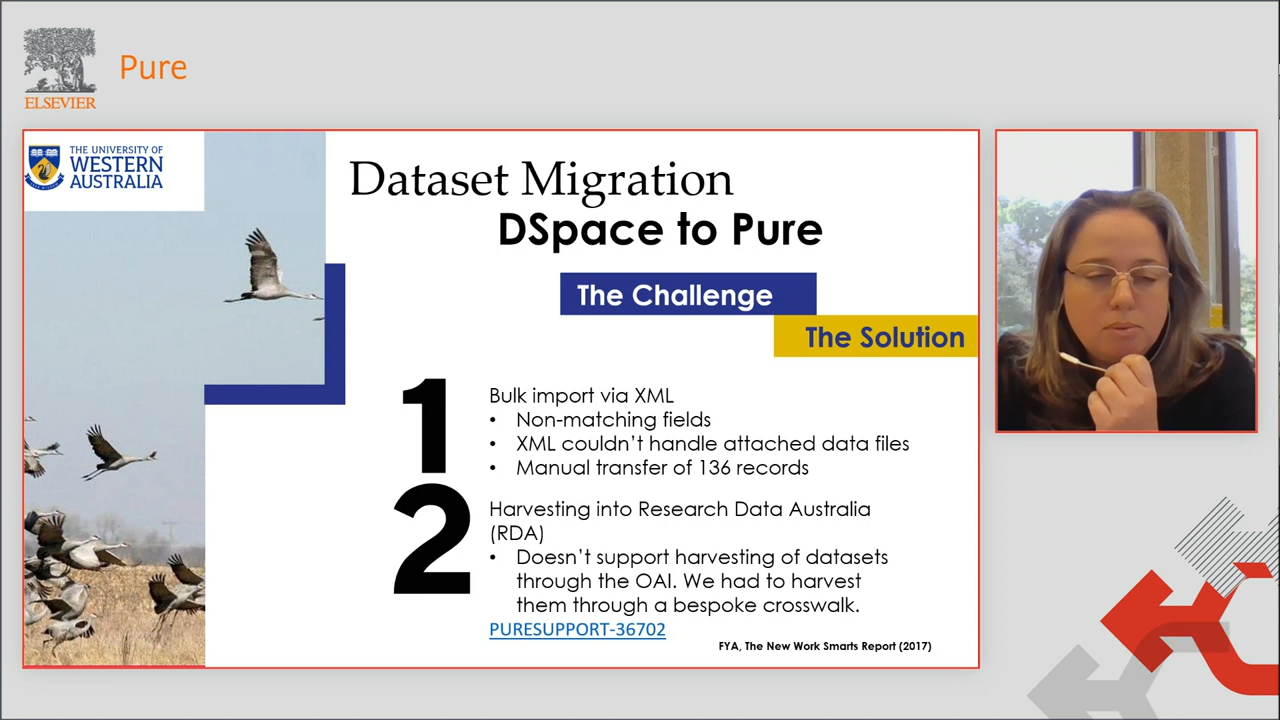 ELSEVIER
Pure
THE UNIVERSITY OF
WESTERN
AUSTRALIA
Dataset Migration
DSpace to Pure
The Challenge
The Solution
1
Bulk import via XML
• Non-matching fields
• XML couldn't handle attached data files
• Manual transfer of 136 records
2
Harvesting into Research Data Australia
(RDA)
• Doesn't support harvesting of datasets
through the OAI. We had to harvest
them through a bespoke crosswalk.
PURESUPPORT-36702
FYA, The New Work Smarts Report (2017)